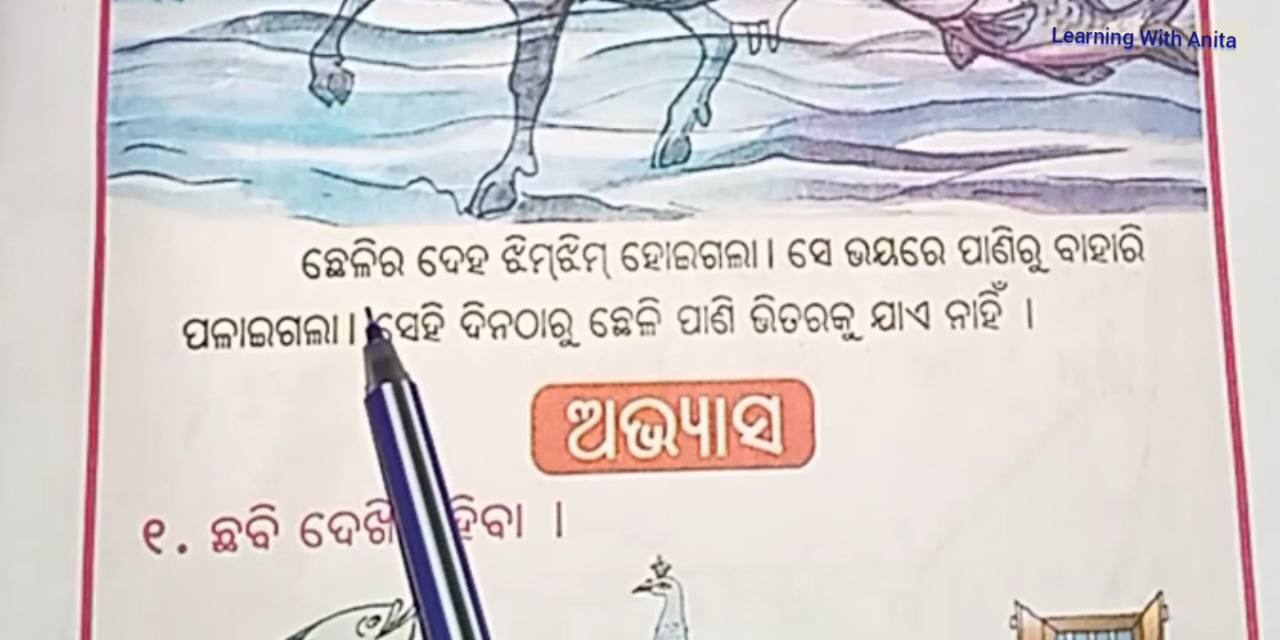 Learning With Anita
ଛେଳିର ଦେହ ଝିମ୍‌ଝିମ୍ ହୋଇଗଲା। ସେ ଭୟରେ ପାଣିରୁ ବାହାରି
ପଳାଇଗଲା। ସେହି ଦିନଠାରୁ ଛେଳି ପାଣି ଭିତରକୁ ଯାଏ ନାହିଁ ।
ଅଭ୍ୟାସ
୧. ଛବି ଦେଖି ।